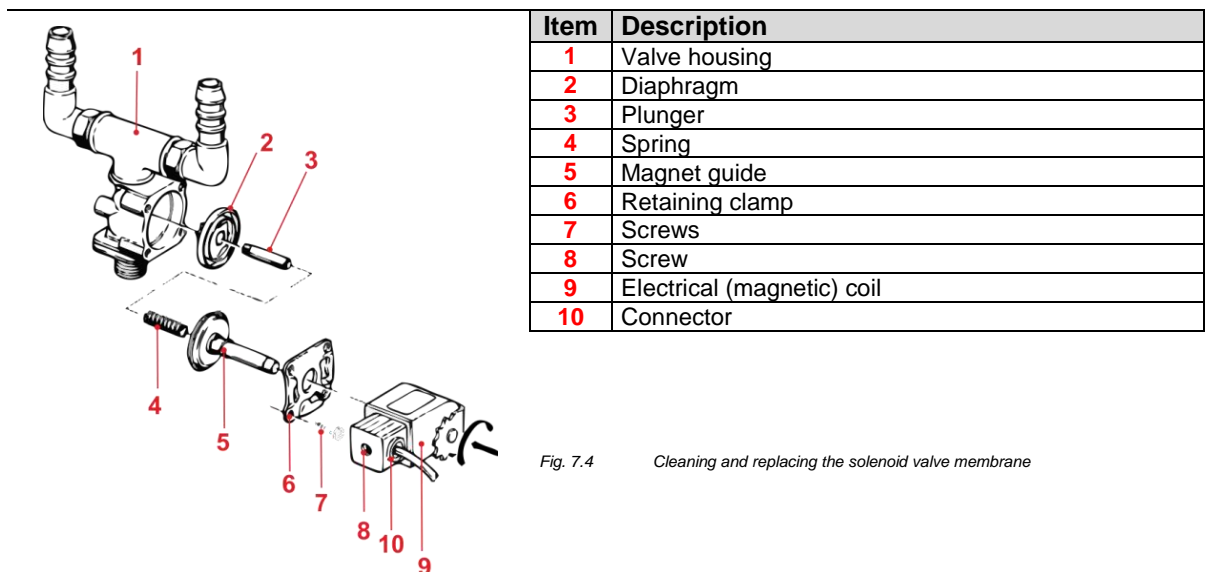 1
2
3
4
5
6
7
8
10
9
Item Description
1 Valve housing
2 Diaphragm
3 Plunger
4 Spring
5 Magnet guide
6 Retaining clamp
7 Screws
8 Screw
9 Electrical (magnetic) coil
10 Connector
Fig. 7.4 Cleaning and replacing the solenoid valve membrane